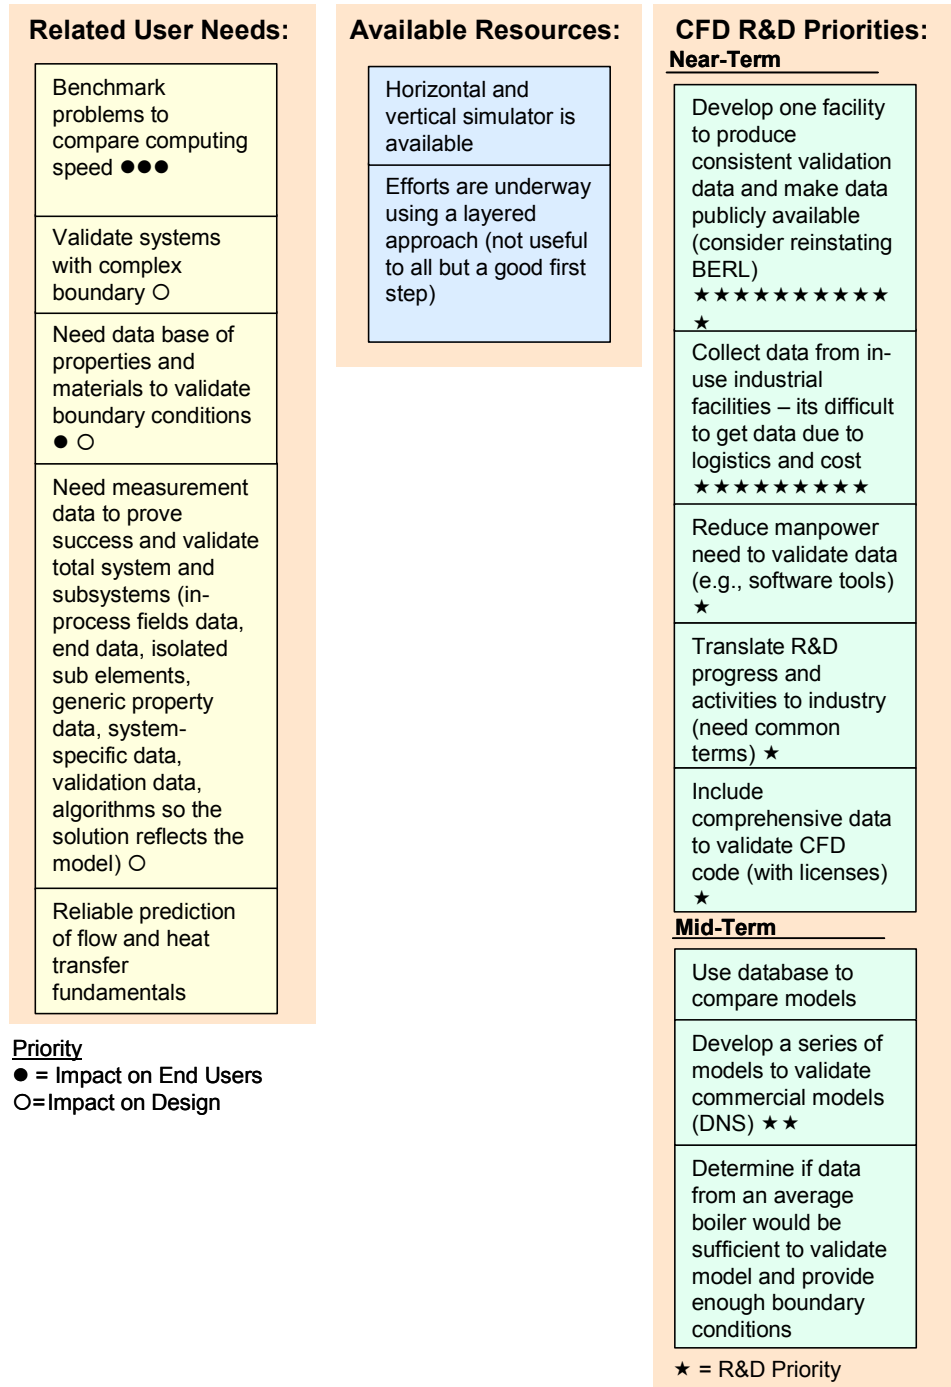 Related User Needs:
Benchmark
problems to
compare computing
speed ●●●
Validate systems
with complex
boundary ○
Need data base of
properties and
materials to validate
boundary conditions
● ○
Need measurement
data to prove
success and validate
total system and
subsystems (in-
process fields data,
end data, isolated
sub elements,
generic property
data, system-
specific data,
validation data,
algorithms so the
solution reflects the
model) ○
Reliable prediction
of flow and heat
transfer
fundamentals
Priority
● = Impact on End Users
○=Impact on Design
Available Resources:
Horizontal and
vertical simulator is
available
Efforts are underway
using a layered
approach (not useful
to all but a good first
step)
CFD R&D Priorities:
Near-Term
Develop one facility
to produce
consistent validation
data and make data
publicly available
(consider reinstating
BERL)
★★★★★★★★★★
★
Collect data from in-
use industrial
facilities – its difficult
to get data due to
logistics and cost
★★★★★★★★★
Reduce manpower
need to validate data
(e.g., software tools)
★
Translate R&D
progress and
activities to industry
(need common
terms) ★
Include
comprehensive data
to validate CFD
code (with licenses)
★
Mid-Term
Use database to
compare models
Develop a series of
models to validate
commercial models
(DNS) ★★
Determine if data
from an average
boiler would be
sufficient to validate
model and provide
enough boundary
conditions
★ = R&D Priority